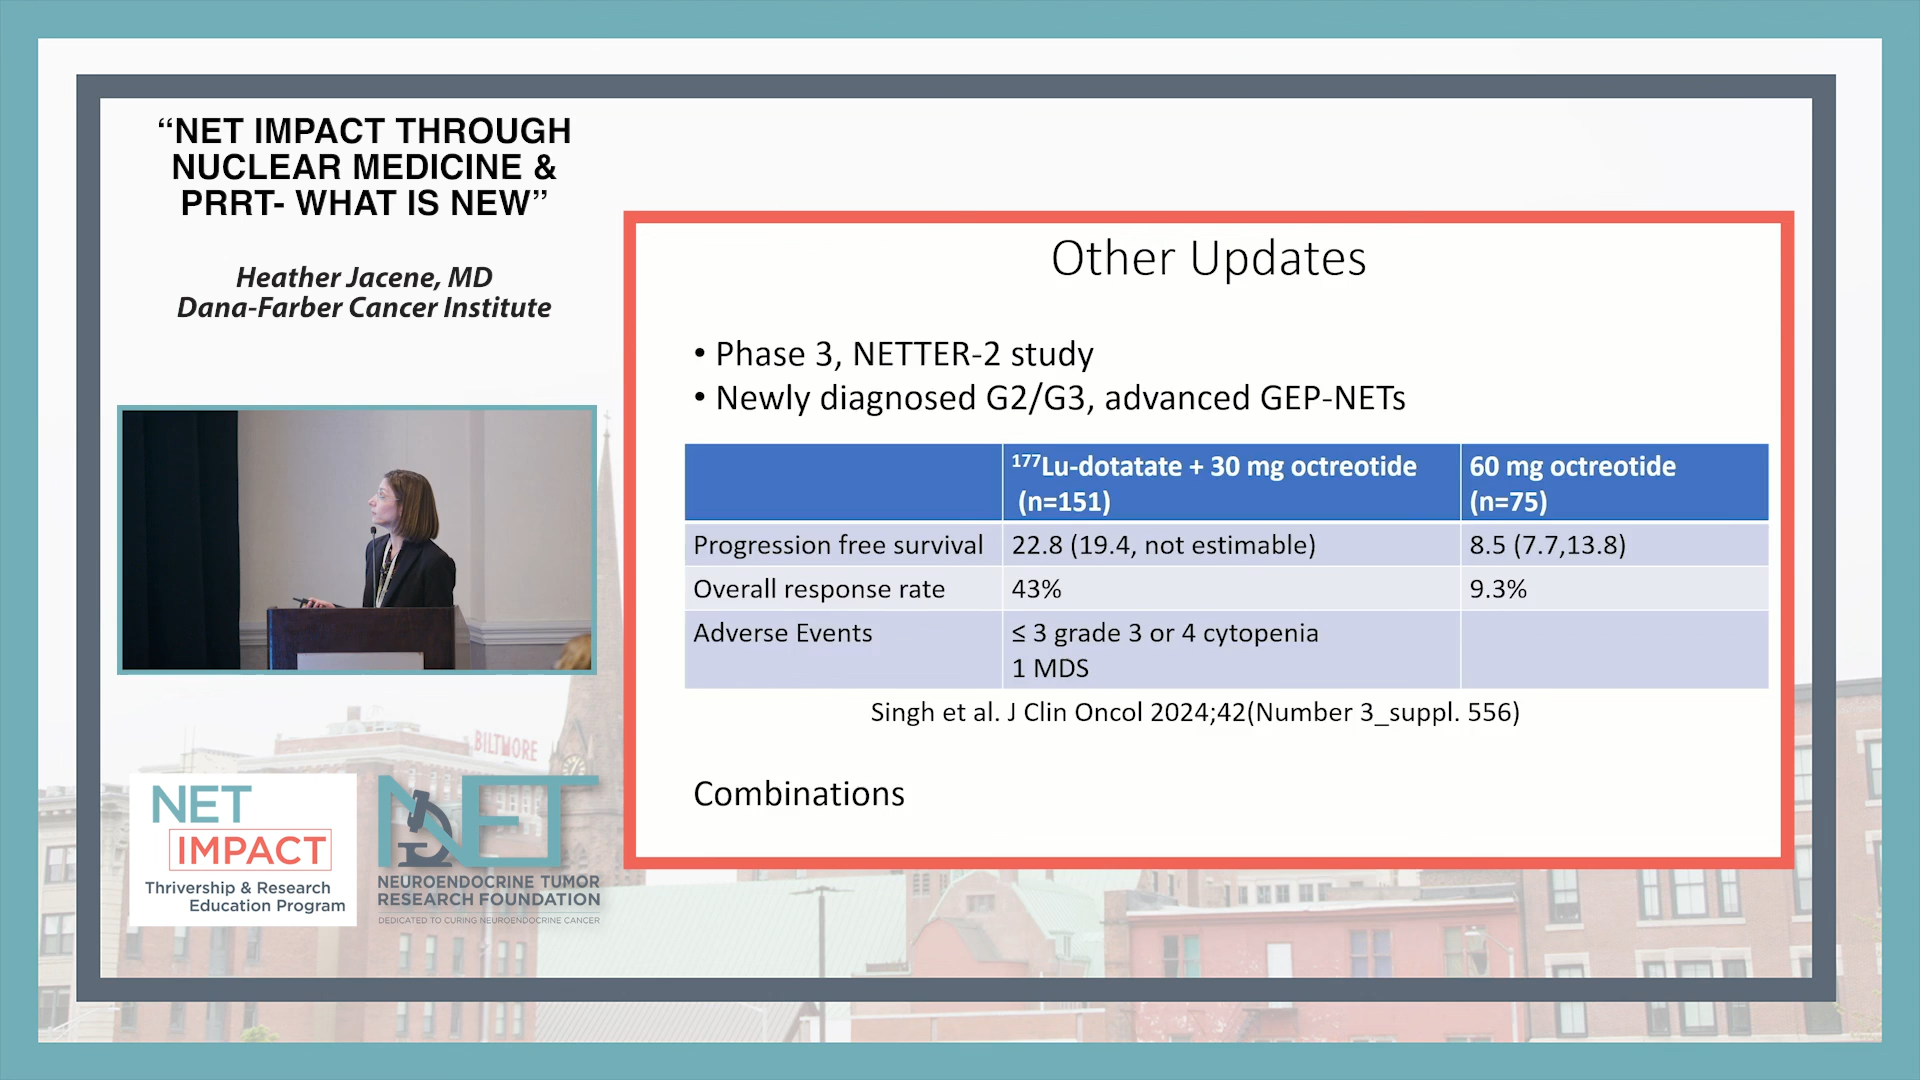 “NET IMPACT THROUGH
NUCLEAR MEDICINE &
PRRT- WHAT IS NEW”
Heather Jacene, MD
Dana-Farber Cancer Institute
Other Updates
• Phase 3, NETTER-2 study
• Newly diagnosed G2/G3, advanced GEP-NETs
¹⁷⁷Lu-dotatate + 30 mg octreotide
(n=151)
60 mg octreotide
(n=75)
Progression free survival
22.8 (19.4, not estimable)
8.5 (7.7,13.8)
Overall response rate
43%
9.3%
Adverse Events
≤ 3 grade 3 or 4 cytopenia
1 MDS
Singh et al. J Clin Oncol 2024;42(Number 3_suppl. 556)
Combinations
BILTMORE
NET
IMPACT
Thrivership & Research
Education Program
NET
NEUROENDOCRINE TUMOR
RESEARCH FOUNDATION
DEDICATED TO CURING NEUROENDOCRINE CANCER